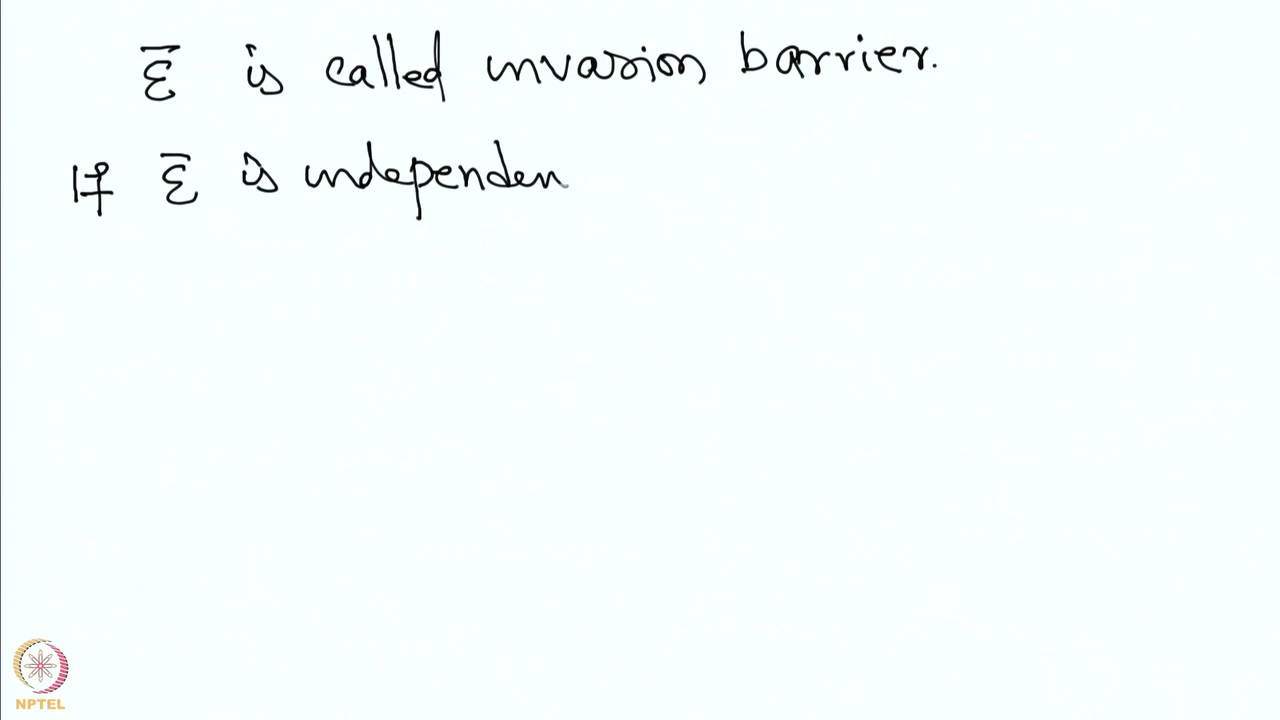 ε̅ is called invasion barrier.
If ε̅ is independen
NPTEL